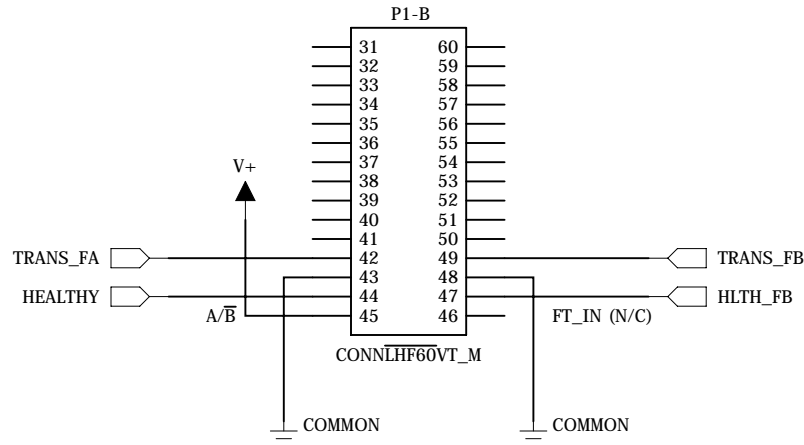 P1-B
31 60
32 59
33 58
34 57
35 56
36 55
37 54
V+ 38 53
39 52
40 51
41 50
TRANS_FA 42 49 TRANS_FB
43 48
HEALTHY 44 47 HLTH_FB
A/B 45 46 FT_IN (N/C)
CONNLHF60VT_M
COMMON COMMON